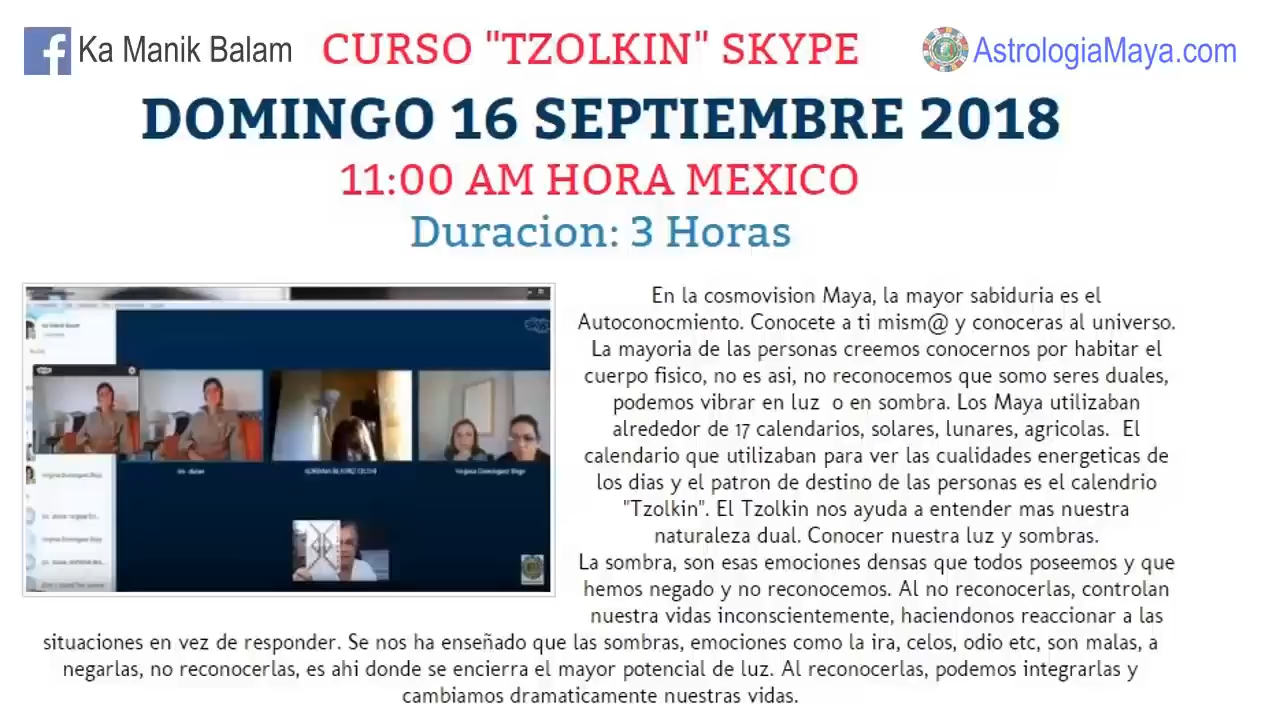 Ka Manik Balam
CURSO "TZOLKIN" SKYPE
AstrologiaMaya.com
DOMINGO 16 SEPTIEMBRE 2018
11:00 AM HORA MEXICO
Duracion: 3 Horas
En la cosmovision Maya, la mayor sabiduria es el
Autoconocmiento. Conocete a ti mism@ y conoceras al universo.
La mayoria de las personas creemos conocernos por habitar el
cuerpo fisico, no es asi, no reconocemos que somo seres duales,
podemos vibrar en luz o en sombra. Los Maya utilizaban
alrededor de 17 calendarios, solares, lunares, agricolas. El
calendario que utilizaban para ver las cualidades energeticas de
los dias y el patron de destino de las personas es el calendrio
"Tzolkin". El Tzolkin nos ayuda a entender mas nuestra
naturaleza dual. Conocer nuestra luz y sombras.
La sombra, son esas emociones densas que todos poseemos y que
hemos negado y no reconocemos. Al no reconocerlas, controlan
nuestra vidas inconscientemente, haciendonos reaccionar a las
situaciones en vez de responder. Se nos ha enseñado que las sombras, emociones como la ira, celos, odio etc, son malas, a
negarlas, no reconocerlas, es ahi donde se encierra el mayor potencial de luz. Al reconocerlas, podemos integrarlas y
cambiamos dramaticamente nuestras vidas.